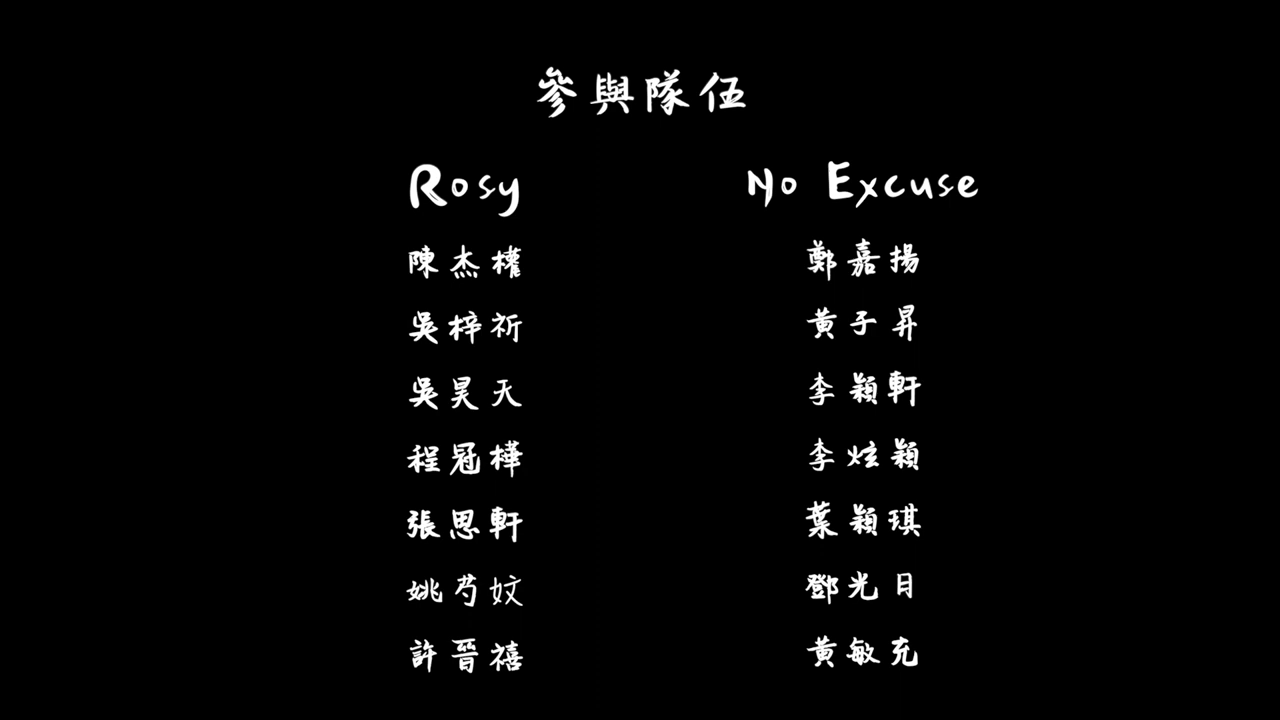 參與隊伍
Rosy
陳杰權
吳梓祈
吳昊天
程冠樺
張思軒
姚芍妏
許晉禧
No Excuse
鄭嘉揚
黃子昇
李穎軒
李炫穎
葉穎琪
鄧光日
黃敏充